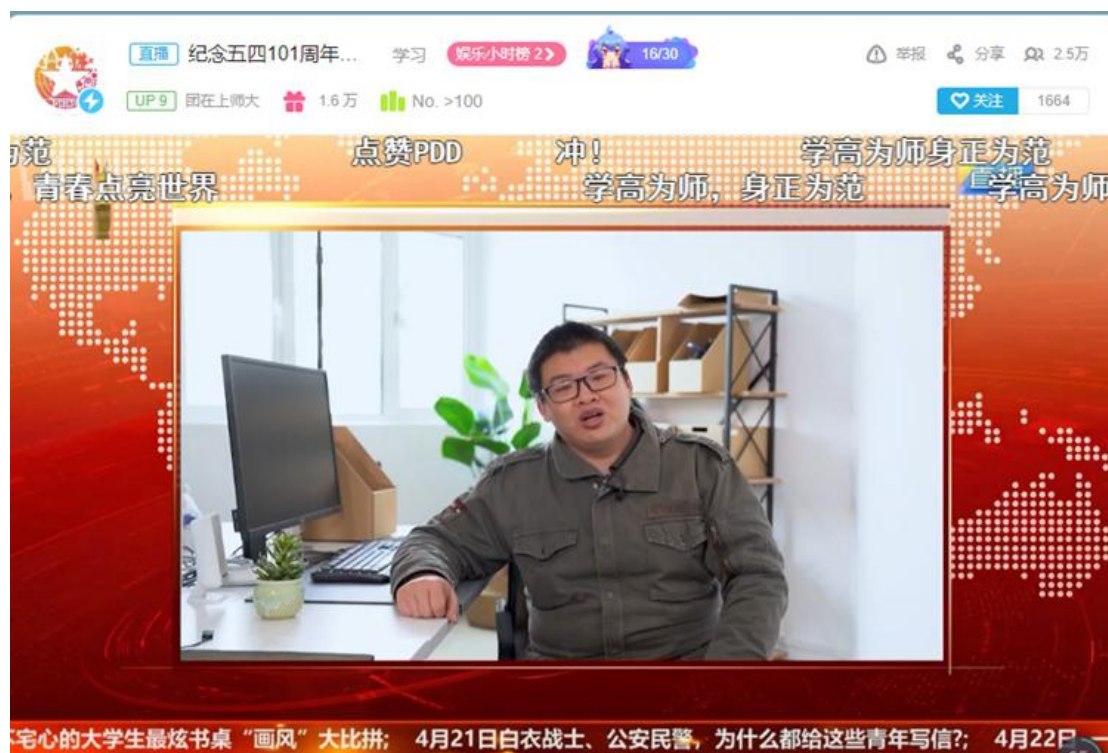 直播 纪念五四101周年... 学习 娱乐小时榜 2 16/30 举报 分享 2.5万
UP 9 团在上师大 1.6万 No. >100 关注 1664
为范 点赞PDD 冲！ 学高为师身正为范
青春点亮世界 学高为师，身正为范 学高为师
不宅心的大学生最炫书桌“画风”大比拼; 4月21日白衣战士、公安民警，为什么都给这些青年写信?; 4月22日